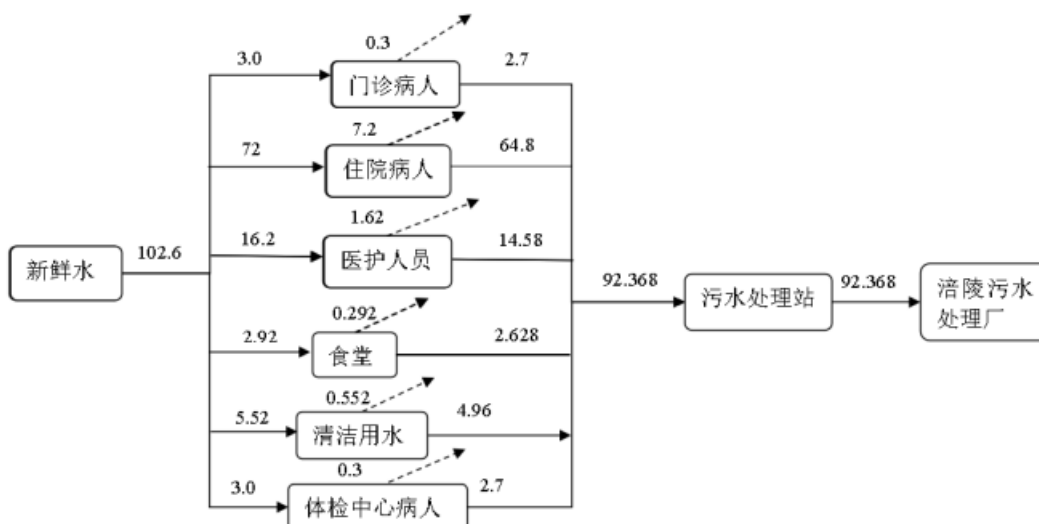 0.3
3.0
门诊病人
2.7
7.2
72
住院病人
64.8
1.62
16.2
医护人员
14.58
新鲜水
102.6
92.368
污水处理站
92.368
涪陵污水
处理厂
0.292
2.92
食堂
2.628
0.552
5.52
清洁用水
4.96
0.3
3.0
体检中心病人
2.7